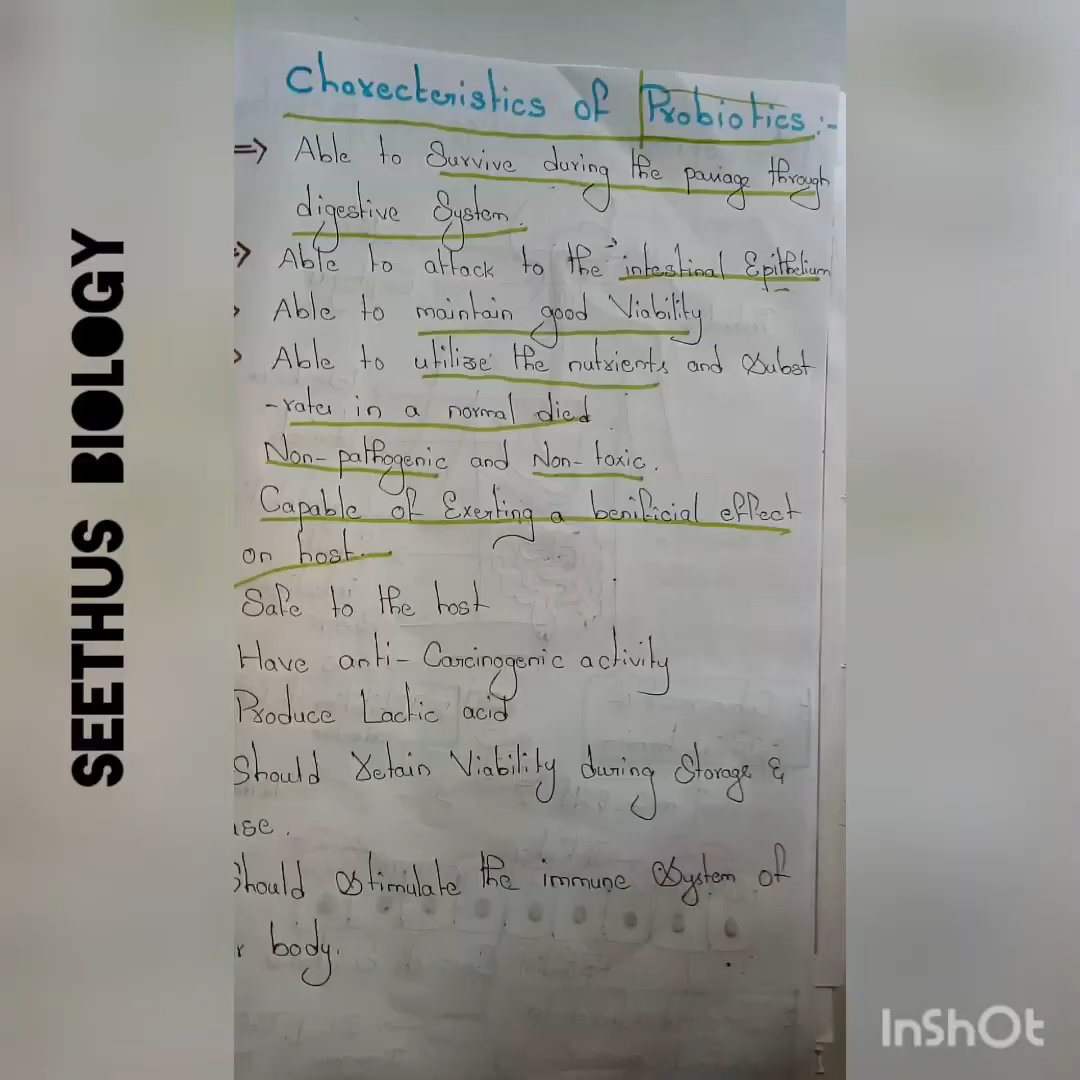 SEETHUS BIOLOGY
Charecteristics of Probiotics :-
=> Able to Survive during the passage through
digestive System.
=> Able to attack to the intestinal Epithelium
Able to maintain good Viability
Able to utilize the nutrients and Subst
-rates in a normal died.
Non-pathogenic and Non-toxic.
Capable of Exerting a benificial effect
on host.
Safe to the host
Have anti-Carcinogenic activity
Produce Lactic acid
Should retain Viability during Storage &
use.
Should Stimulate the immune System of
r body.
InShOt